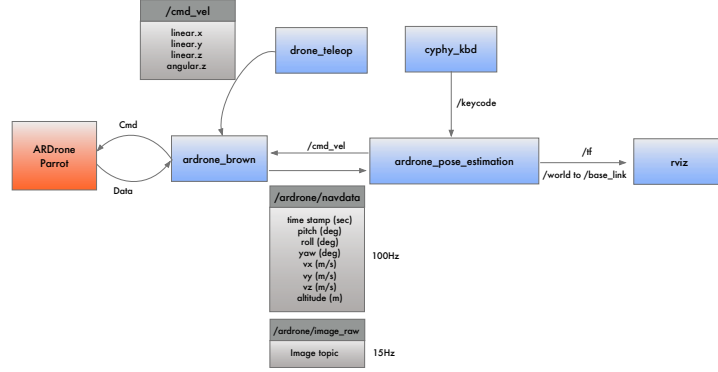 /cmd_vel
linear.x
linear.y
linear.z
angular.z
drone_teleop
cyphy_kbd
/keycode
ARDrone
Parrot
Cmd
Data
ardrone_brown
/cmd_vel
ardrone_pose_estimation
/tf
/world to /base_link
rviz
/ardrone/navdata
time stamp (sec)
pitch (deg)
roll (deg)
yaw (deg)
vx (m/s)
vy (m/s)
vz (m/s)
altitude (m)
100Hz
/ardrone/image_raw
Image topic
15Hz